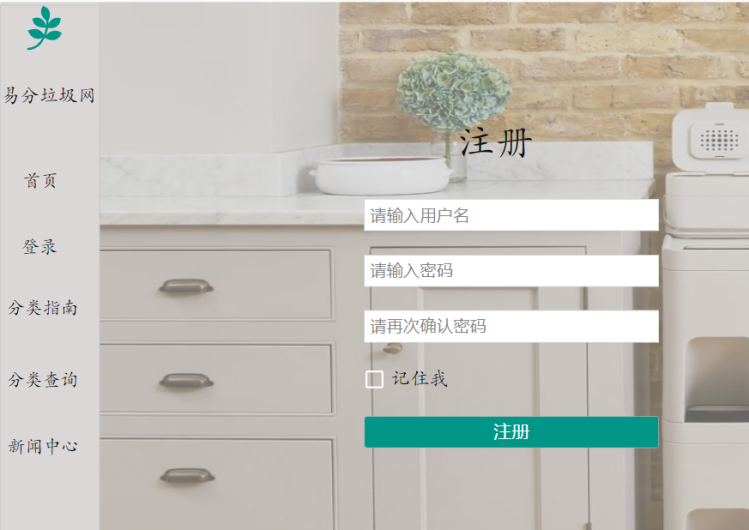 易分垃圾网
首页
登录
分类指南
分类查询
新闻中心
注册
请输入用户名
请输入密码
请再次确认密码
记住我
注册